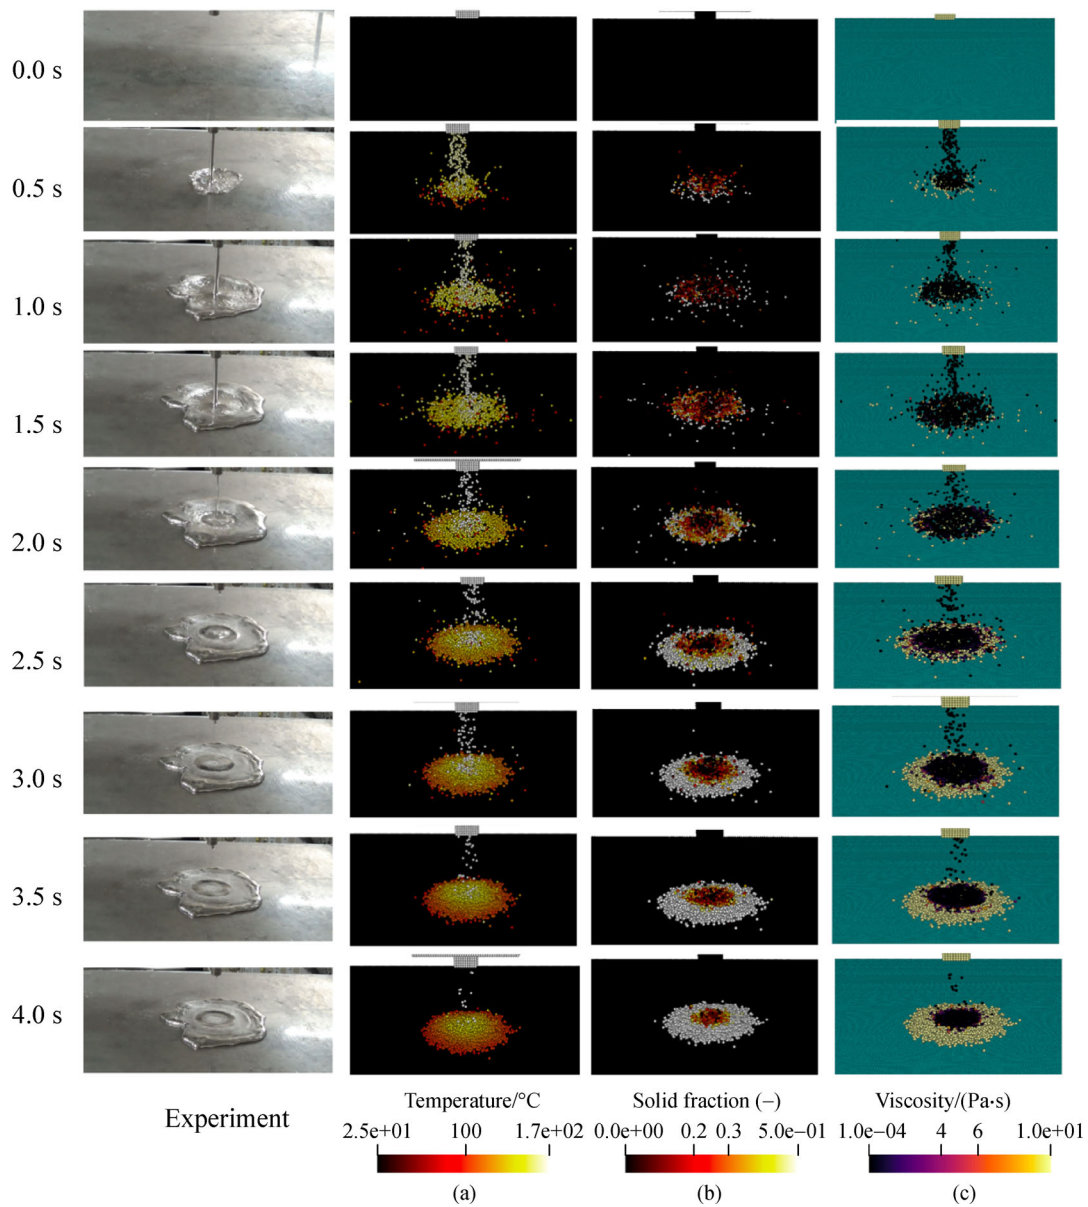 0.0 s
0.5 s
1.0 s
1.5 s
2.0 s
2.5 s
3.0 s
3.5 s
4.0 s
Experiment
Temperature/°C
2.5e+01 100 1.7e+02
(a)
Solid fraction (−)
0.0e+00 0.2 0.3 5.0e−01
(b)
Viscosity/(Pa·s)
1.0e−04 4 6 1.0e+01
(c)